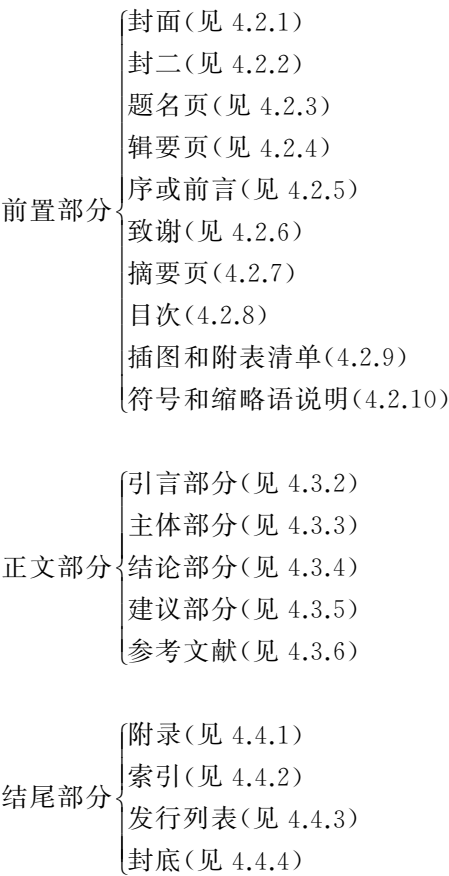 封面(见 4.2.1)
封二(见 4.2.2)
题名页(见 4.2.3)
辑要页(见 4.2.4)
序或前言(见 4.2.5)
前置部分
致谢(见 4.2.6)
摘要页(4.2.7)
目次(4.2.8)
插图和附表清单(4.2.9)
符号和缩略语说明(4.2.10)
引言部分(见 4.3.2)
主体部分(见 4.3.3)
正文部分
结论部分(见 4.3.4)
建议部分(见 4.3.5)
参考文献(见 4.3.6)
附录(见 4.4.1)
索引(见 4.4.2)
结尾部分
发行列表(见 4.4.3)
封底(见 4.4.4)